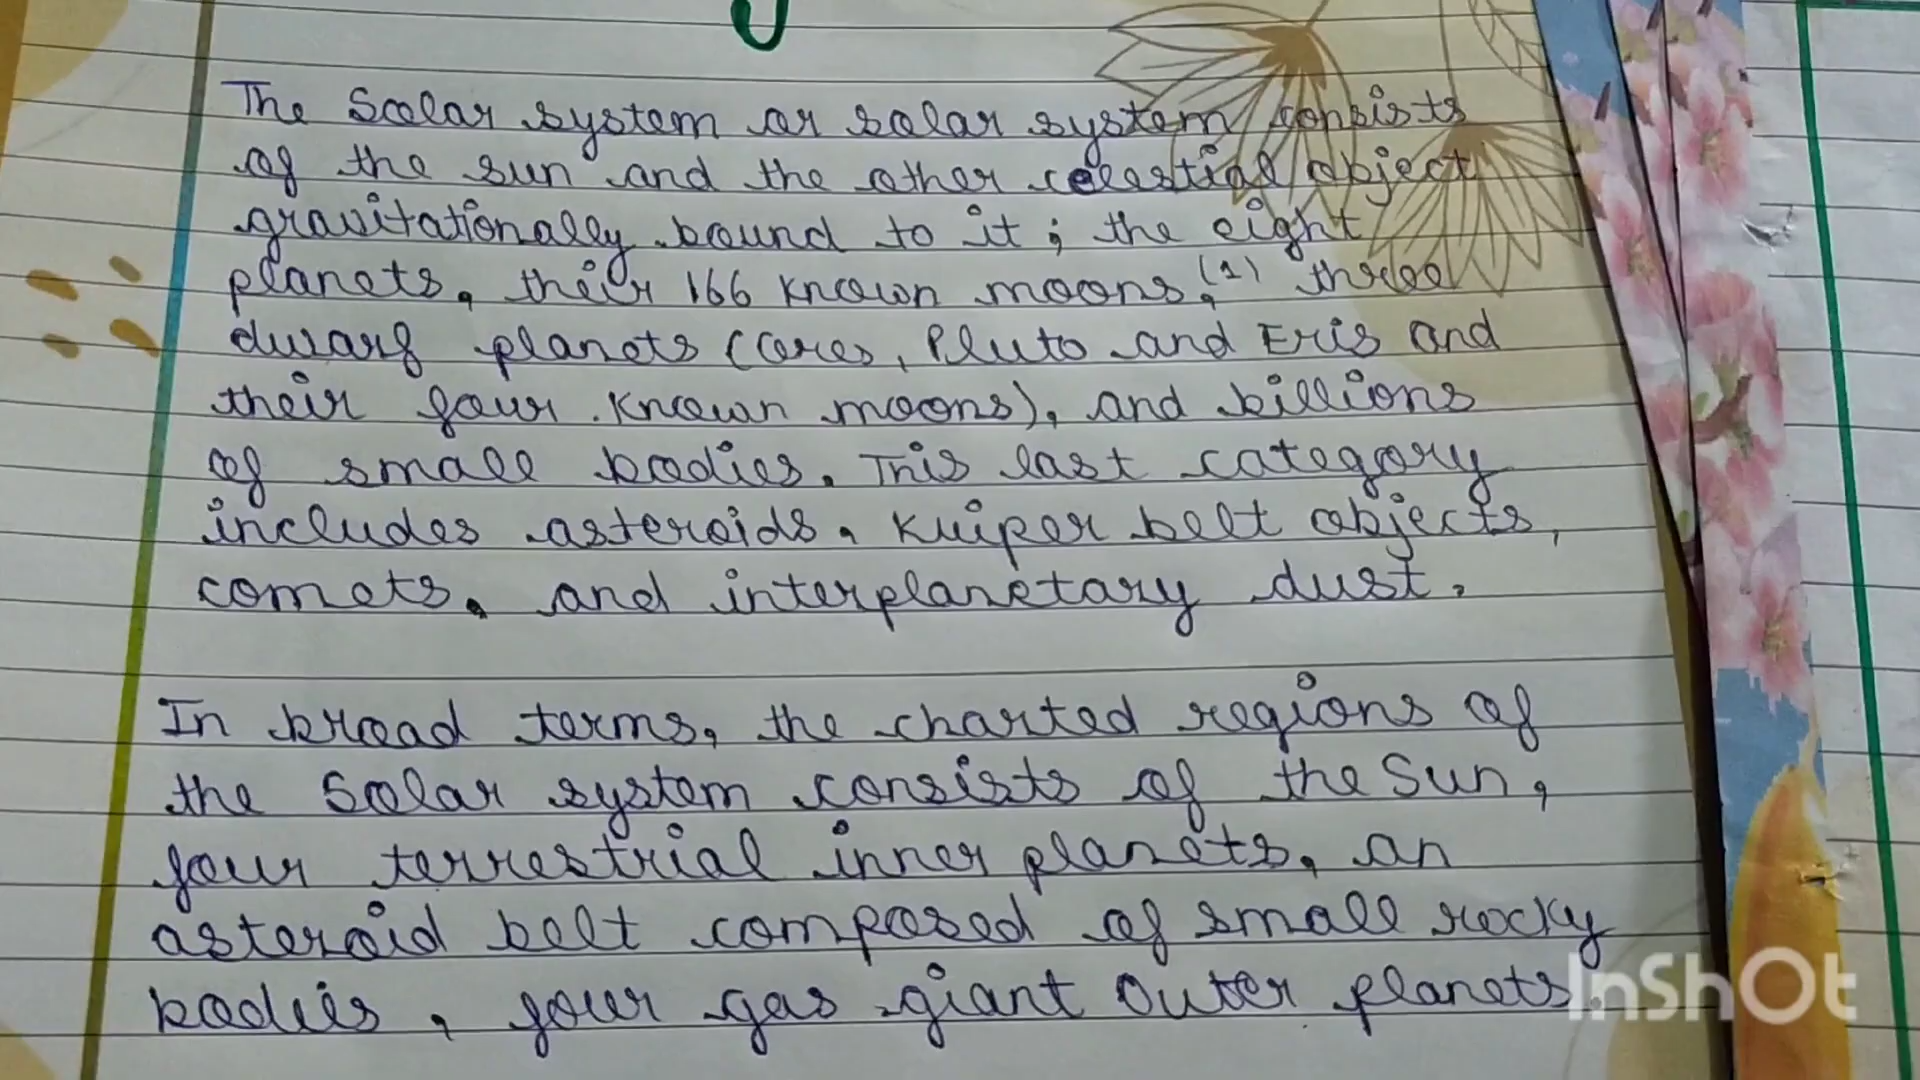 The Solar system or solar system consists
of the sun and the other celestial object
gravitationally bound to it; the eight
planets, their 166 known moons,(1) three
dwarf planets (Ceres, Pluto and Eris and
their four known moons), and billions
of small bodies. This last category
includes asteroids, Kuiper belt objects,
comets, and interplanetary dust.
In broad terms, the charted regions of
the Solar system consists of the Sun,
four terrestrial inner planets, an
asteroid belt composed of small rocky
bodies, four gas giant outer planets
InShOt